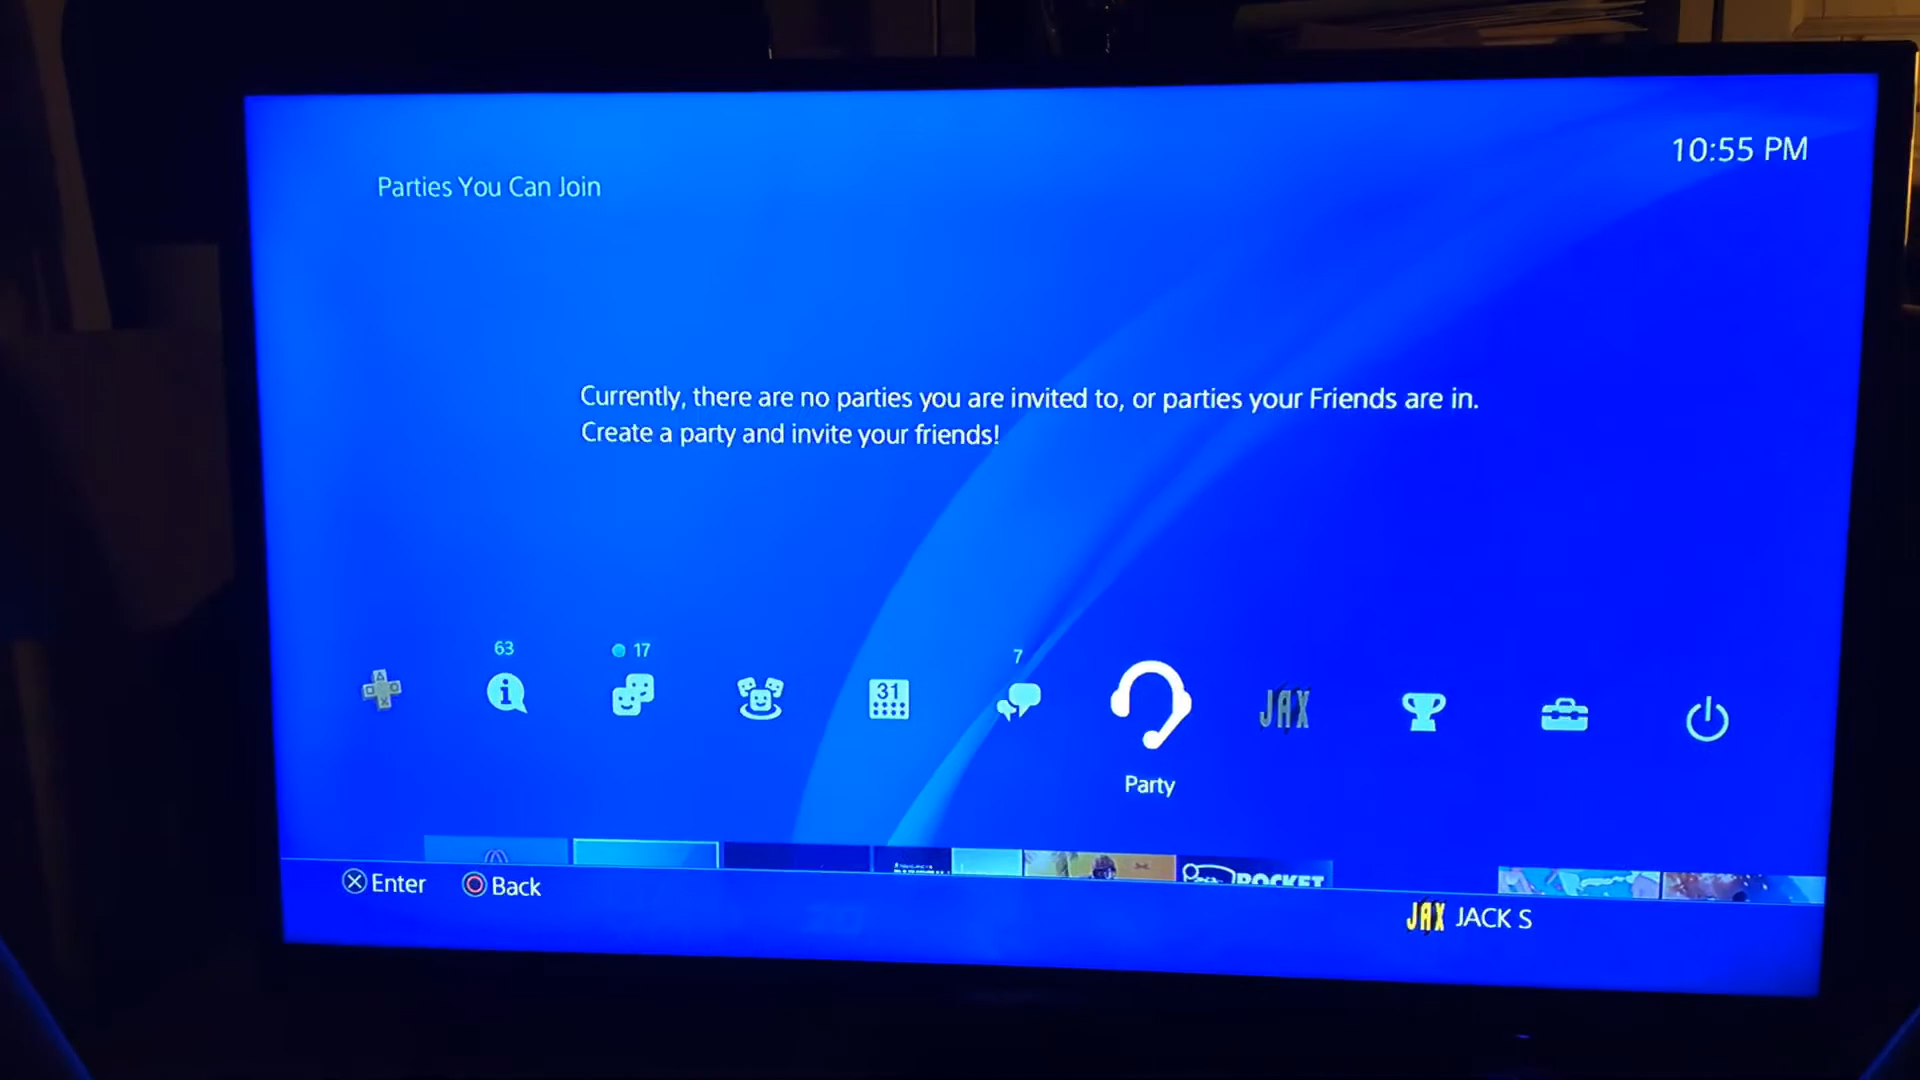 10:55 PM
Parties You Can Join
Currently, there are no parties you are invited to, or parties your Friends are in.
Create a party and invite your friends!
63
17
7
31
JAX
Party
ROCKET
Enter
Back
JAX JACK S